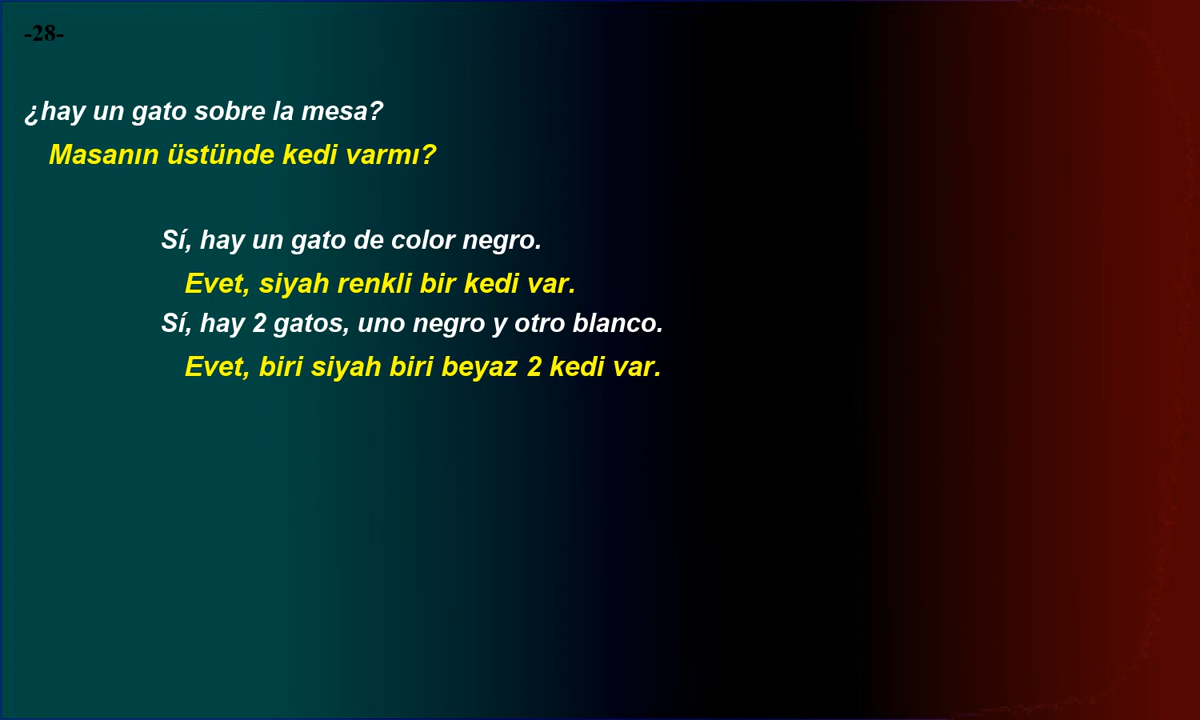 -28-
¿hay un gato sobre la mesa?
Masanın üstünde kedi varmı?
Sí, hay un gato de color negro.
Evet, siyah renkli bir kedi var.
Sí, hay 2 gatos, uno negro y otro blanco.
Evet, biri siyah biri beyaz 2 kedi var.